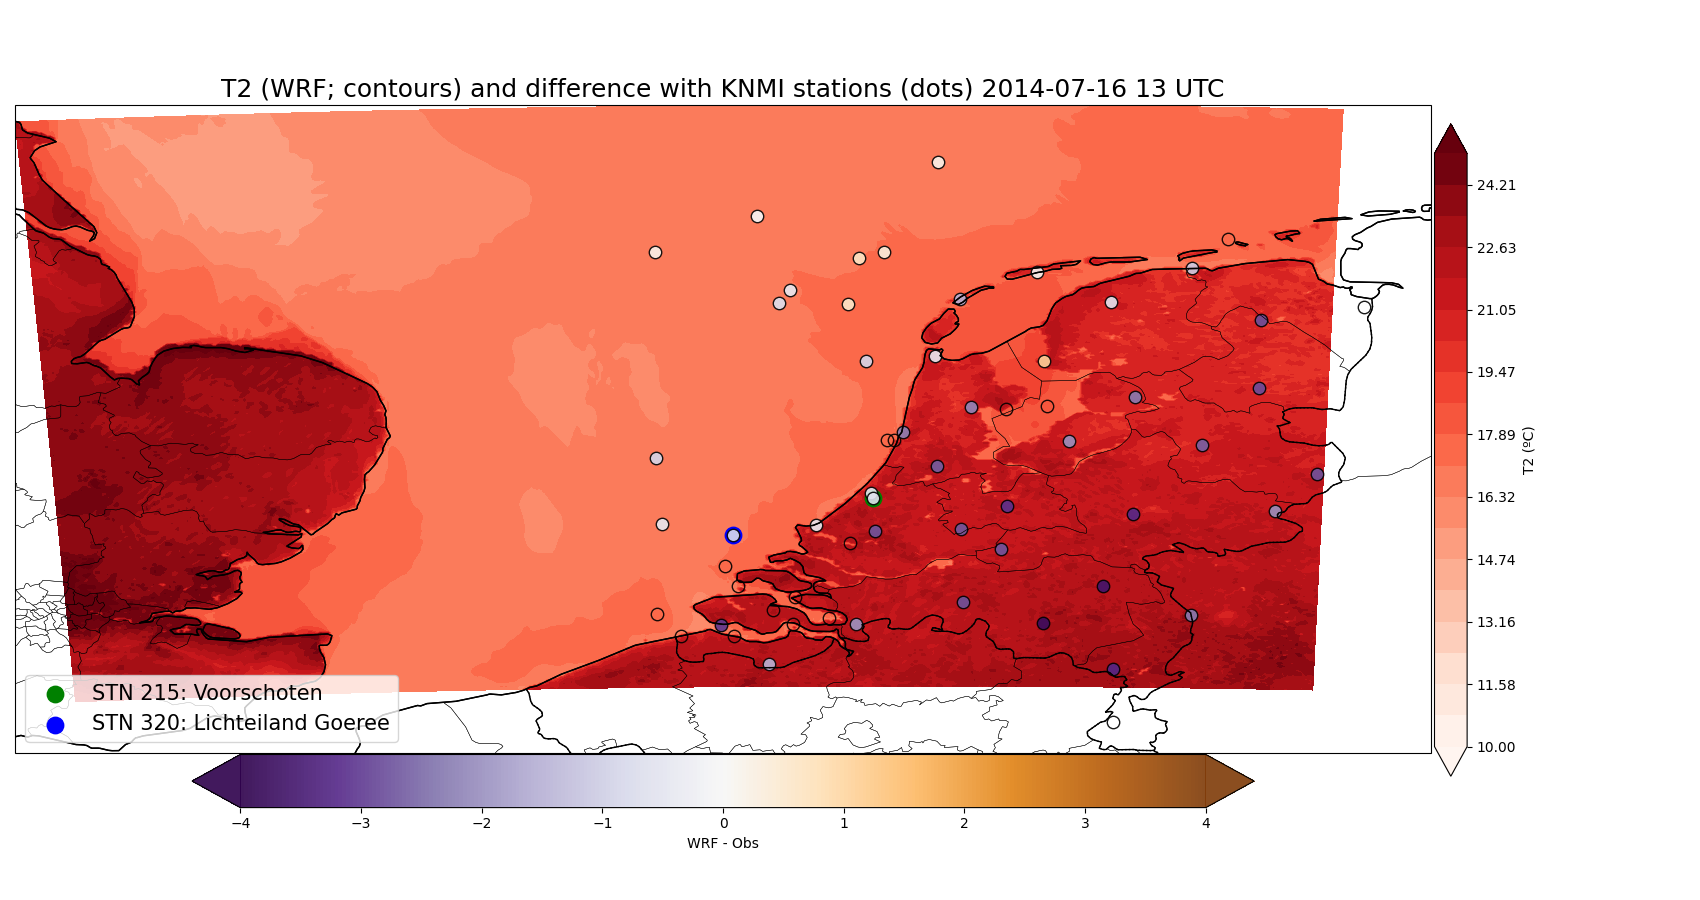 T2 (WRF; contours) and difference with KNMI stations (dots) 2014-07-16 13 UTC
24.21
22.63
21.05
19.47
17.89
16.32
14.74
13.16
11.58
10.00
T2 (ºC)
STN 215: Voorschoten
STN 320: Lichteiland Goeree
−4 −3 −2 −1 0 1 2 3 4
WRF - Obs